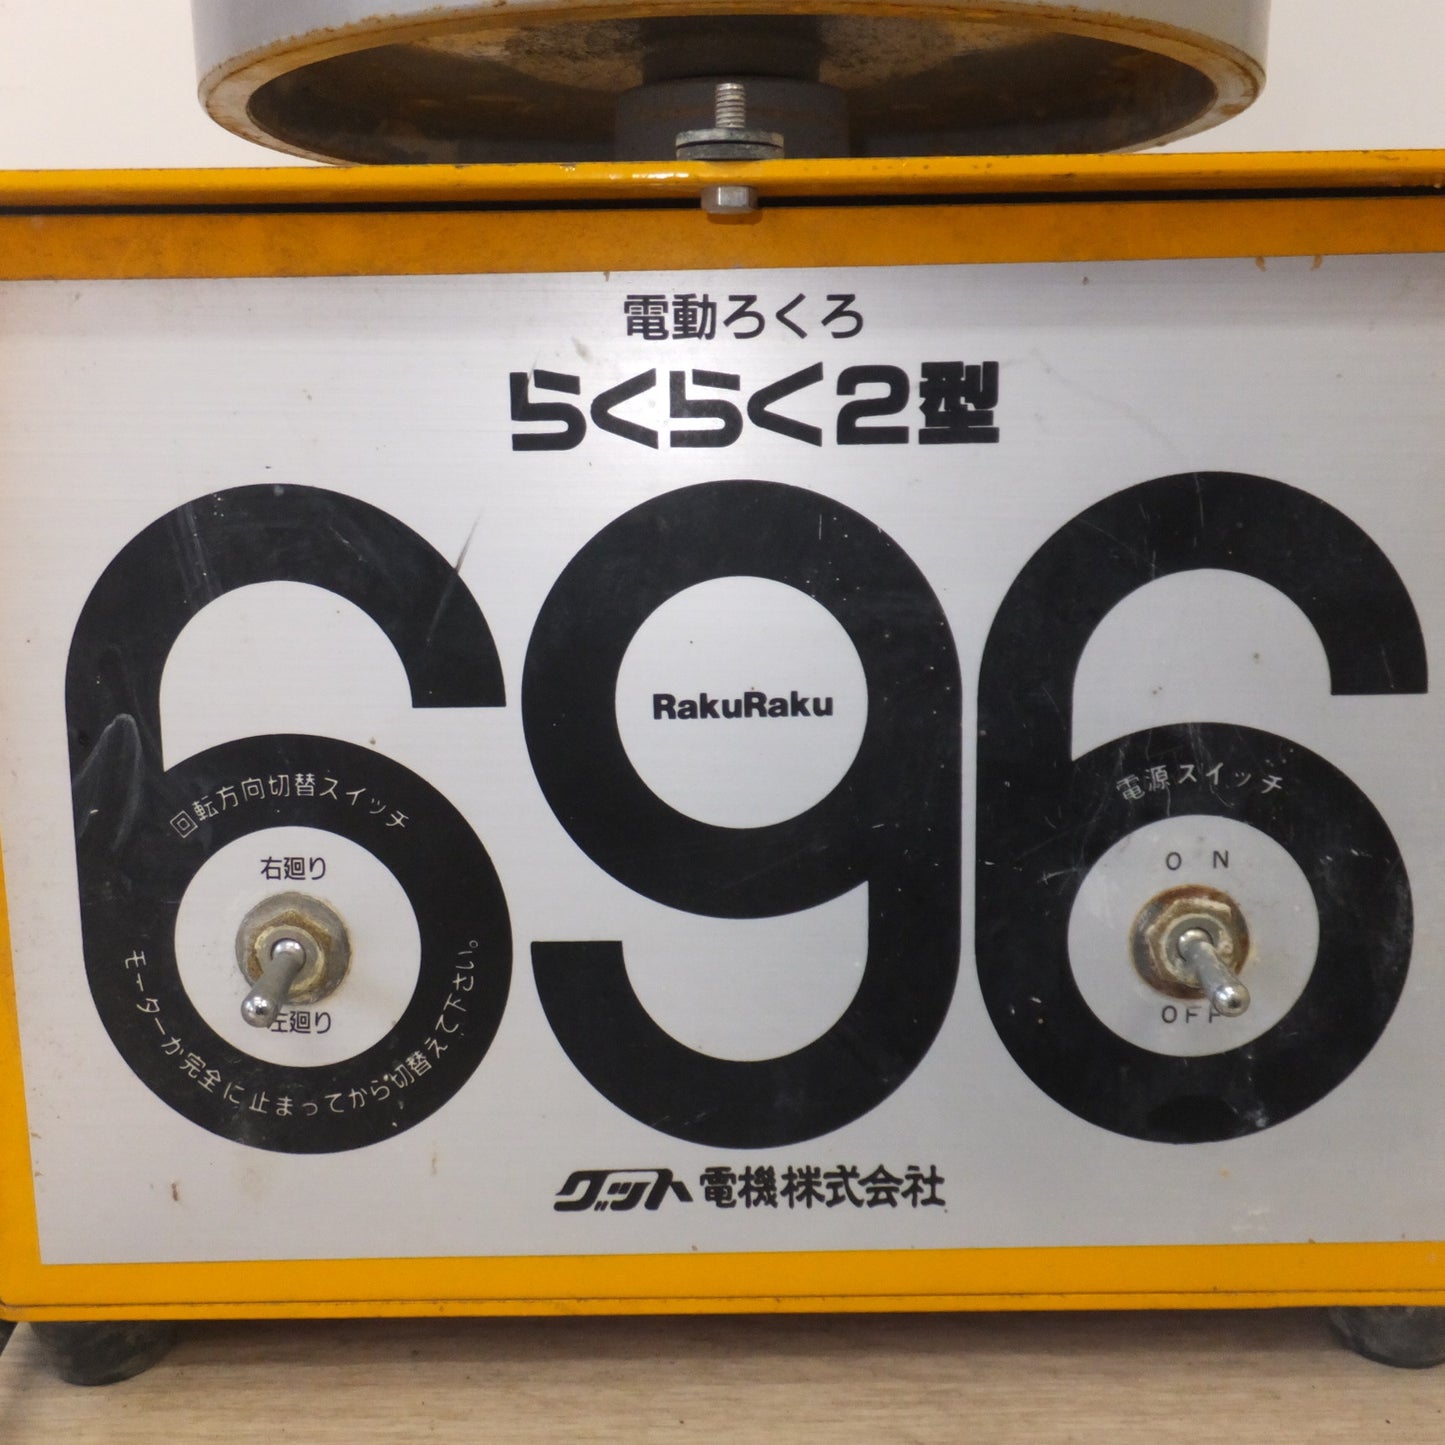 電動ろくろ
らくらく2型
696
RakuRaku
回転方向切替スイッチ
右廻り
左廻り
モーターが完全に止まってから切替えて下さい。
電源スイッチ
ON
OFF
グット電機株式会社